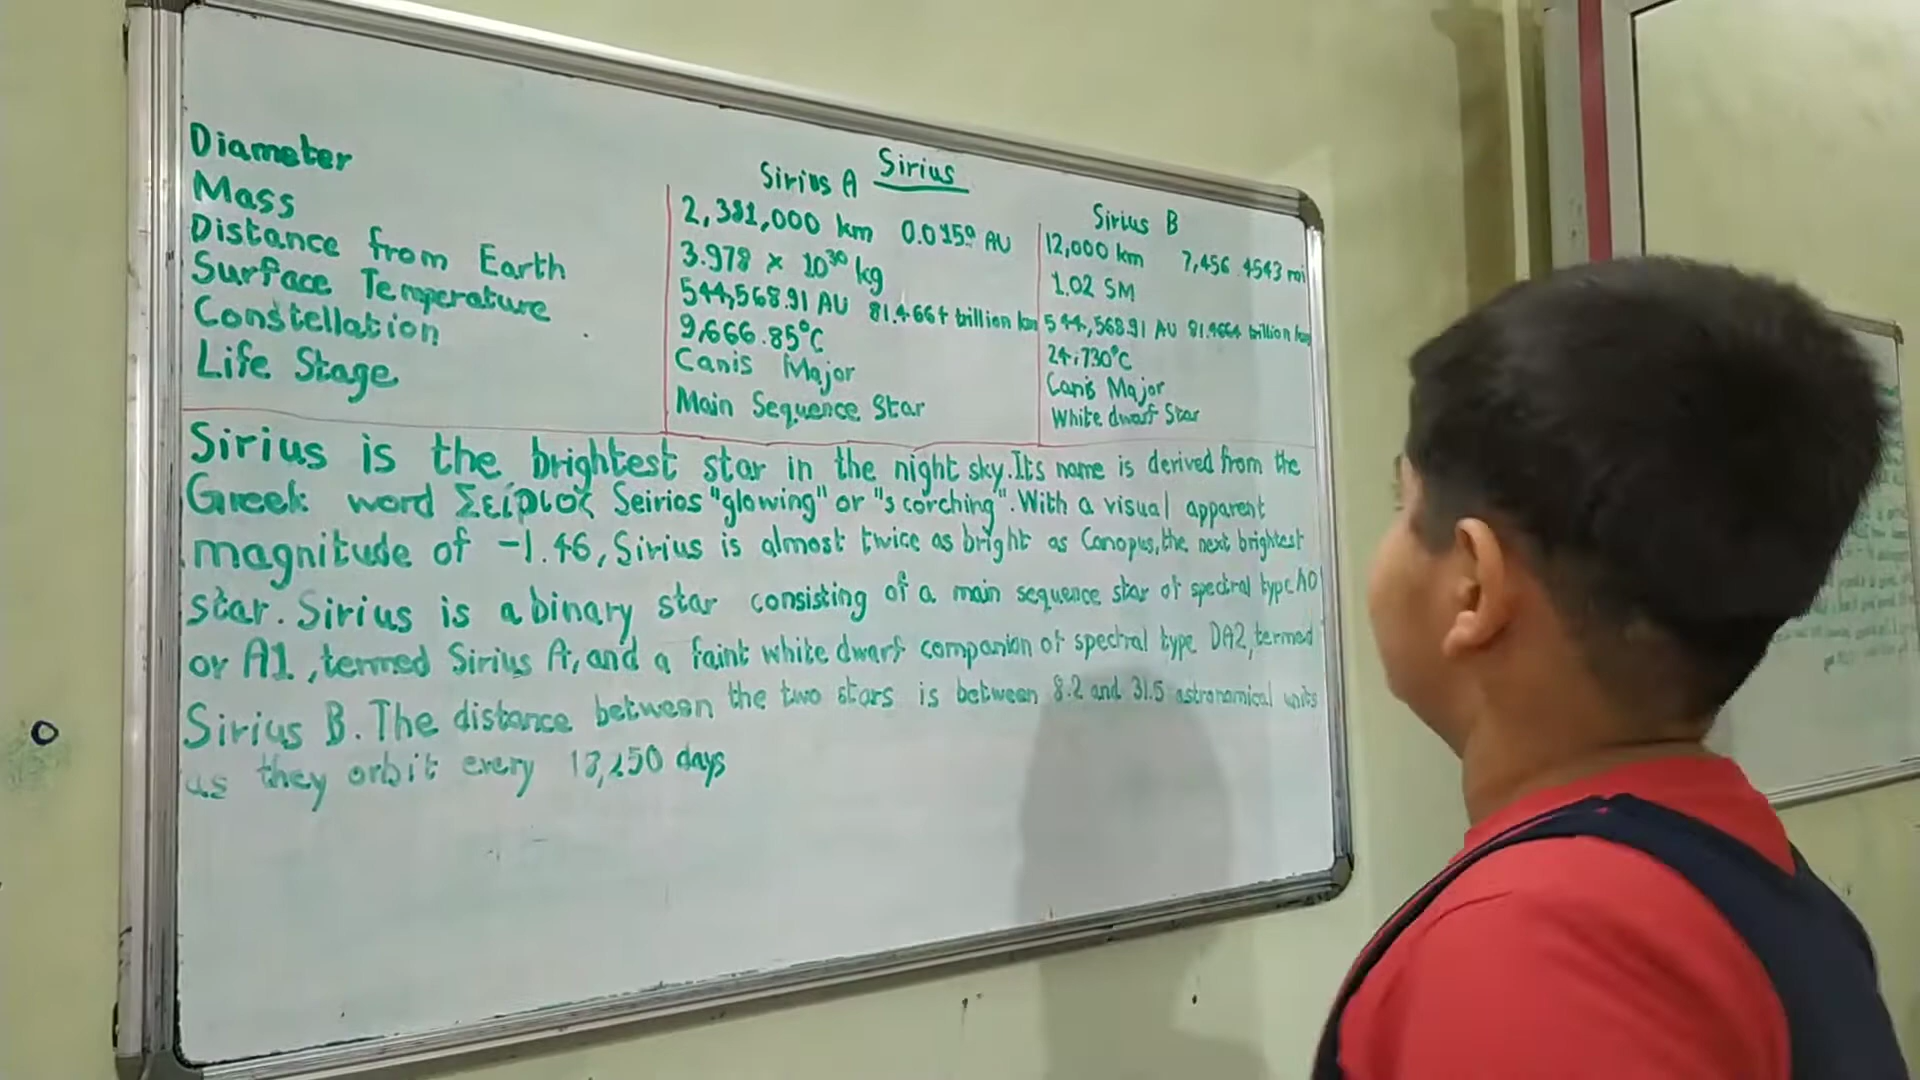 Sirius
Sirius A
Sirius B
Diameter
2,381,000 km 0.0159 AU
12,000 km 7,456.4543 mi
Mass
3.978 × 10³⁰ kg
1.02 SM
Distance from Earth
544,568.91 AU 81.4664 trillion km
544,568.91 AU 81.4664 trillion km
Surface Temperature
9,666.85°C
24,730°C
Constellation
Canis Major
Canis Major
Life Stage
Main Sequence Star
White dwarf Star
Sirius is the brightest star in the night sky. Its name is derived from the
Greek word Σείριος Seirios "glowing" or "scorching". With a visual apparent
magnitude of -1.46, Sirius is almost twice as bright as Canopus, the next brightest
star. Sirius is a binary star consisting of a main sequence star of spectral type A0
or A1, termed Sirius A, and a faint white dwarf companion of spectral type DA2, termed
Sirius B. The distance between the two stars is between 8.2 and 31.5 astronomical units
as they orbit every 18,250 days